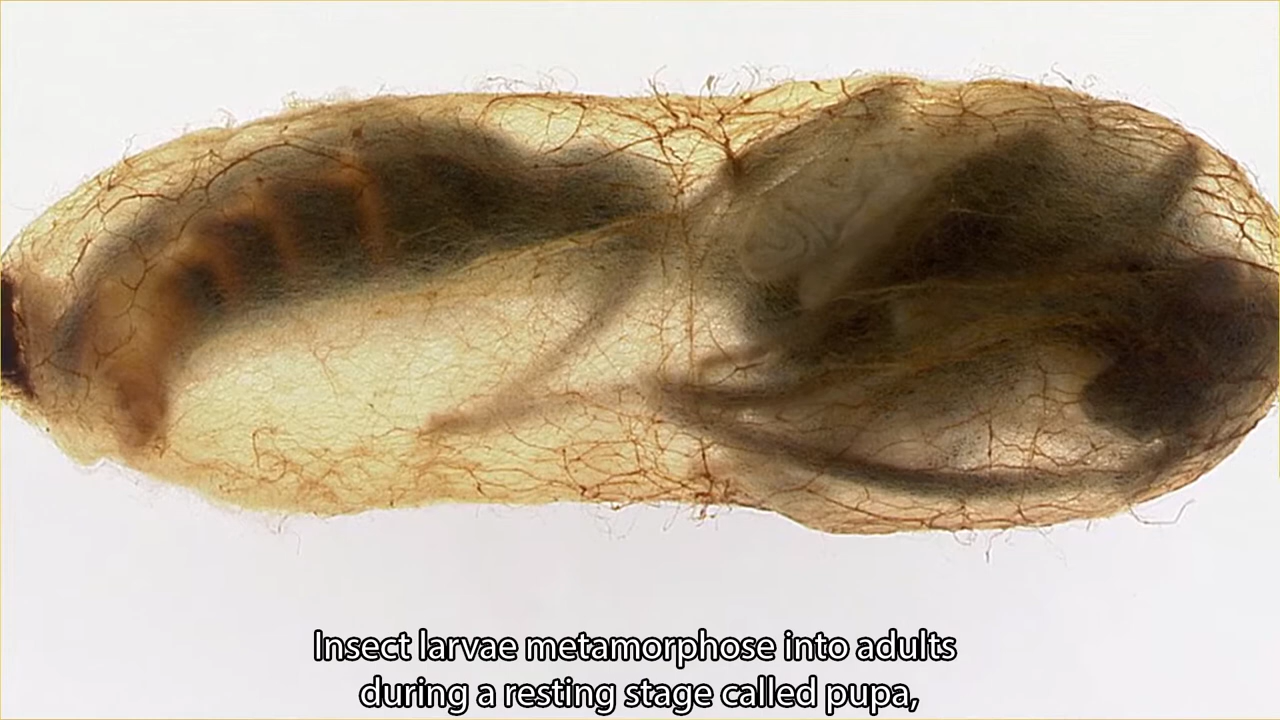 Insect larvae metamorphose into adults
during a resting stage called pupa,